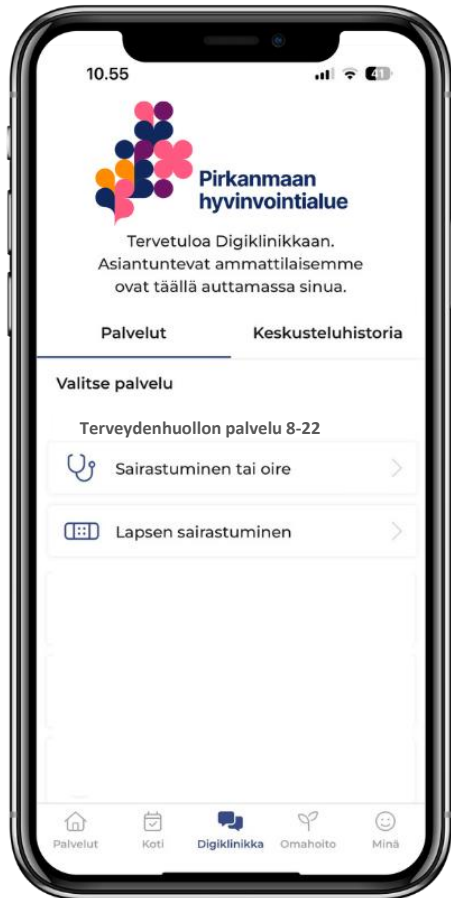 10.55
41
Pirkanmaan
hyvinvointialue
Tervetuloa Digiklinikkaan.
Asiantuntevat ammattilaisemme
ovat täällä auttamassa sinua.
Palvelut Keskusteluhistoria
Valitse palvelu
Terveydenhuollon palvelu 8-22
Sairastuminen tai oire
Lapsen sairastuminen
Palvelut Koti Digiklinikka Omahoito Minä